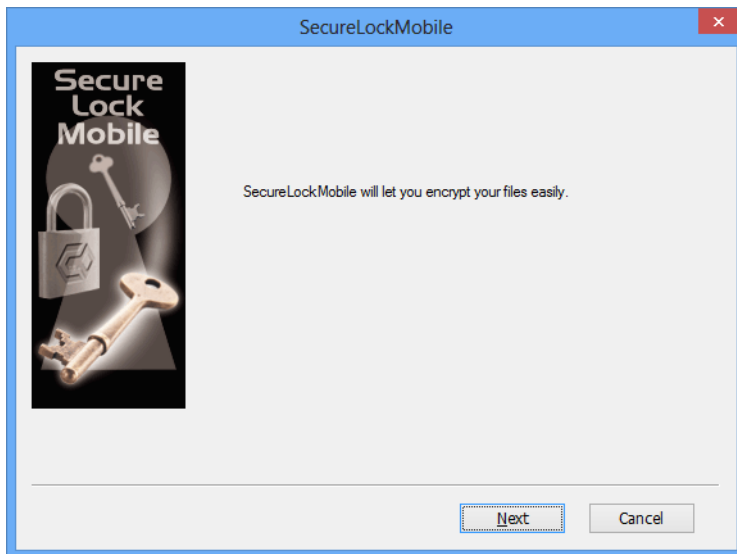 SecureLockMobile
Secure
Lock
Mobile
SecureLockMobile will let you encrypt your files easily.
Next
Cancel